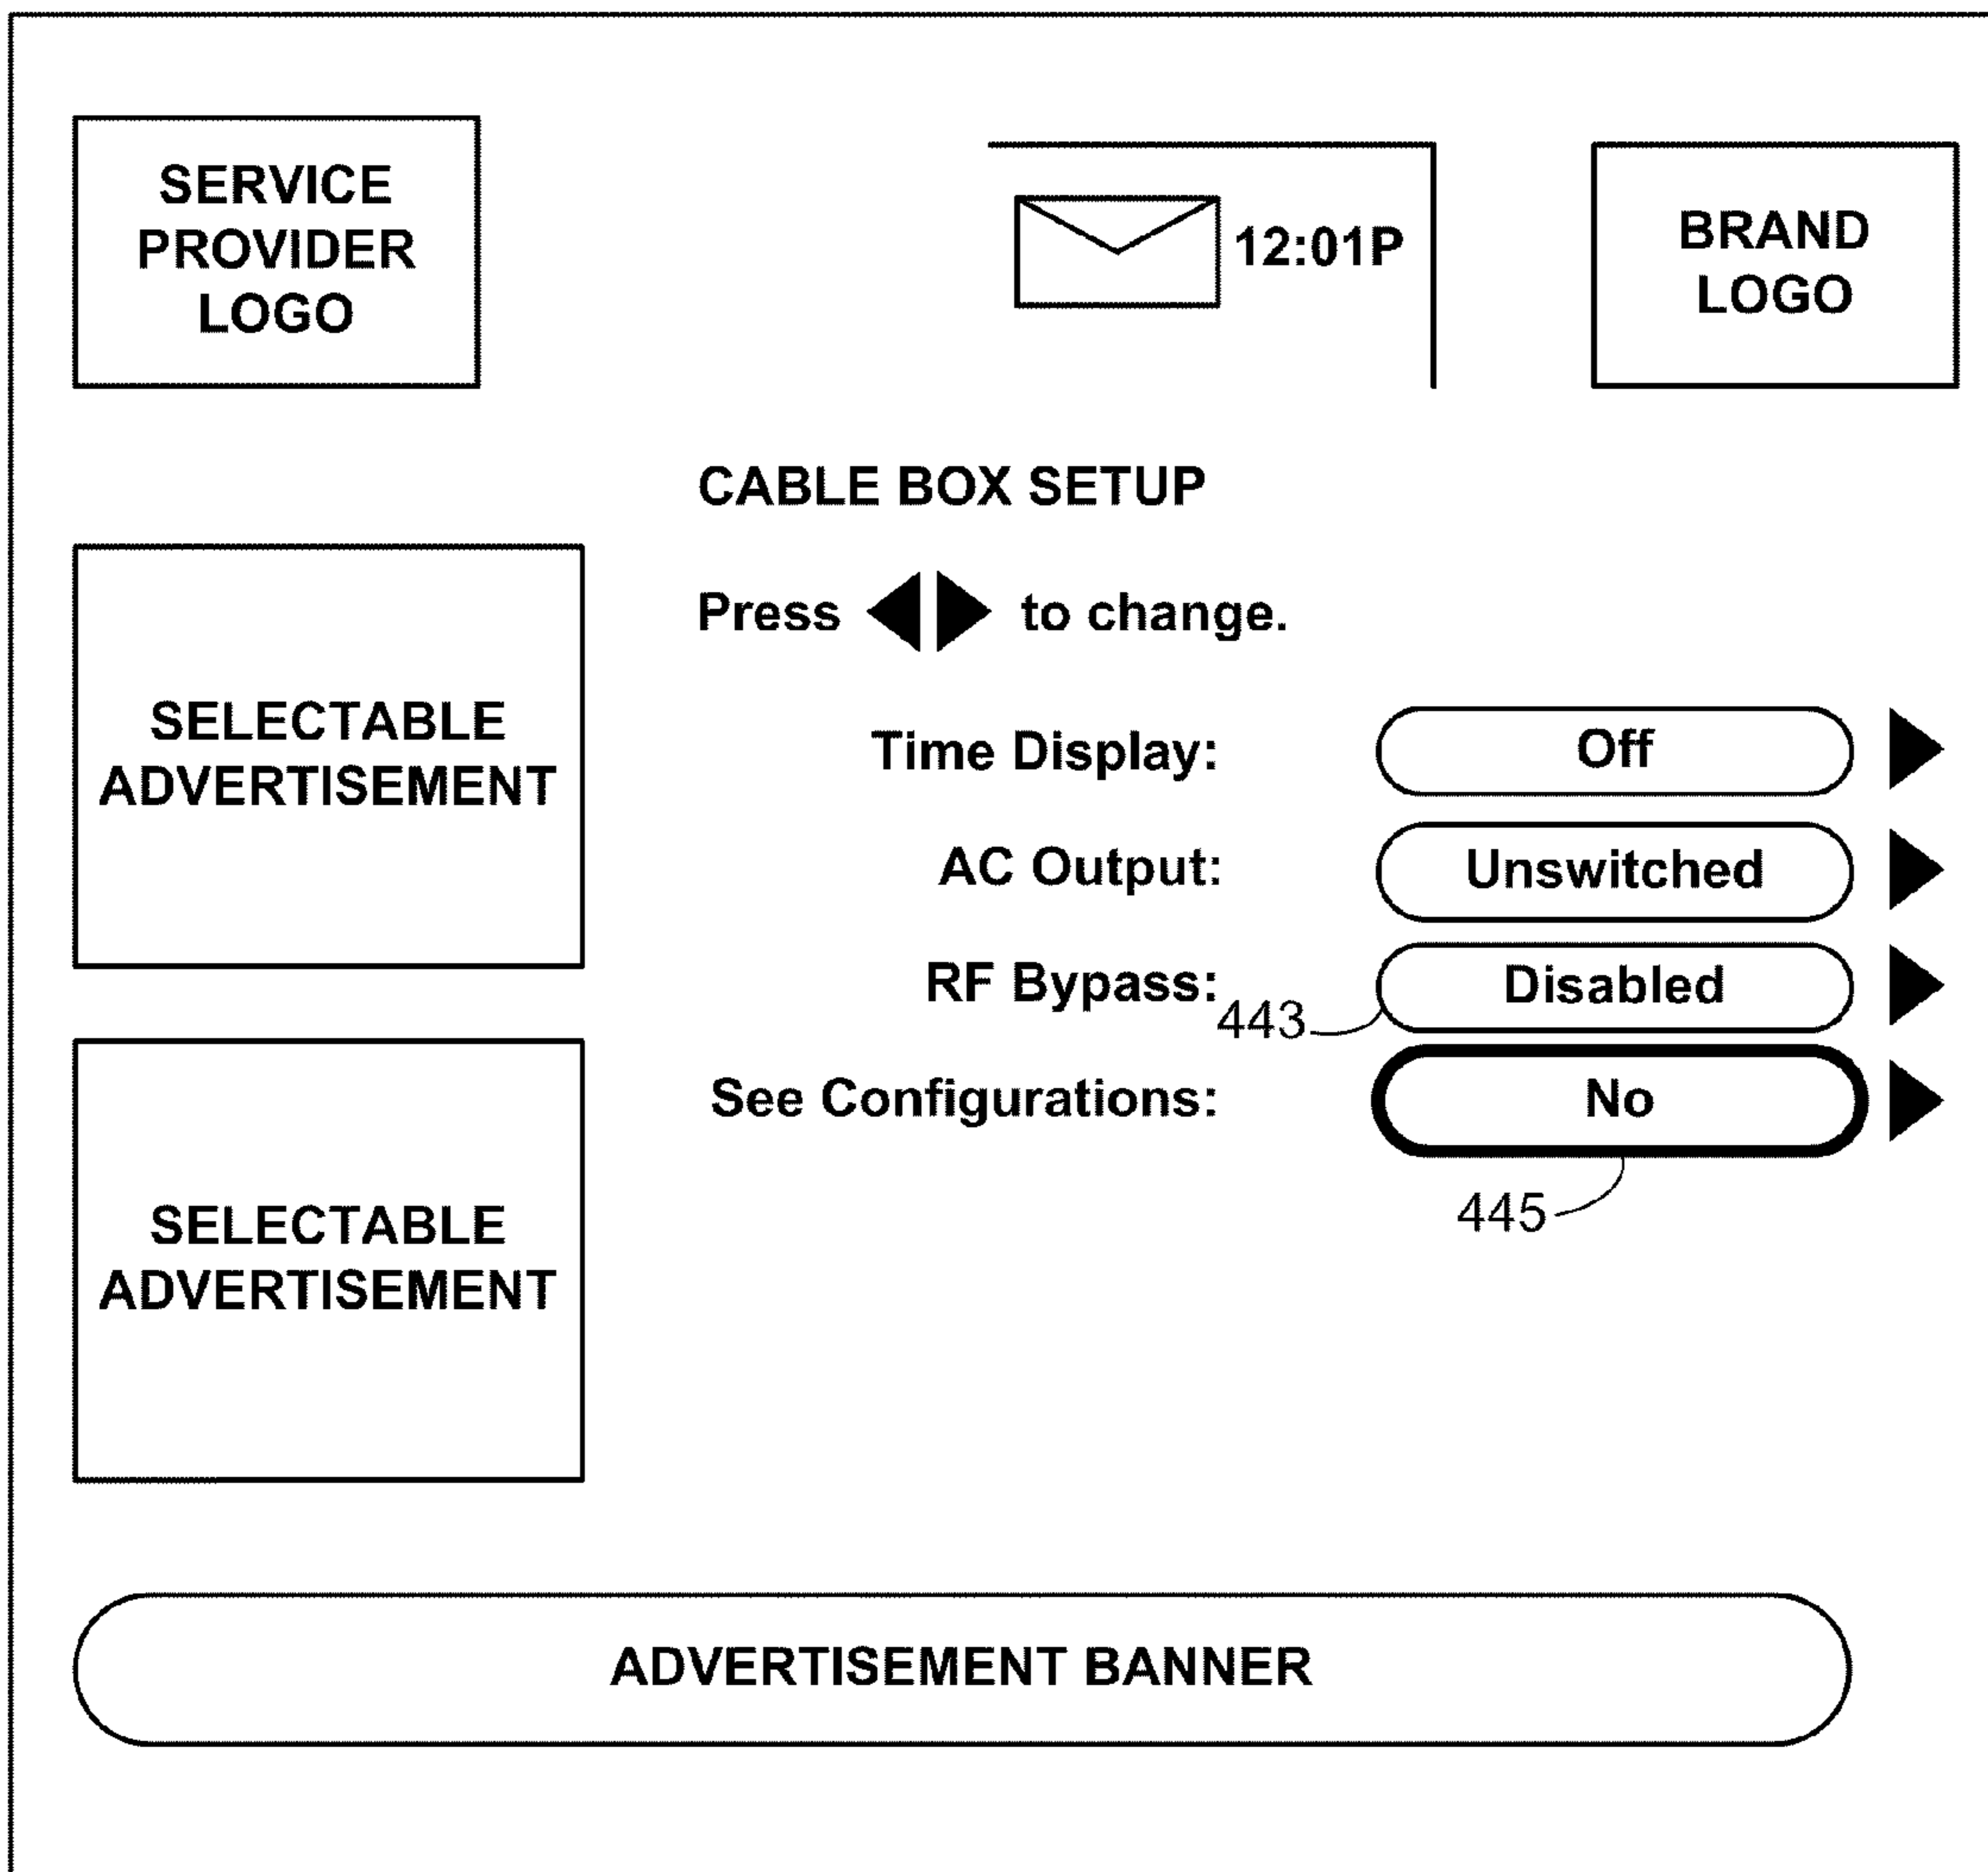 SERVICE
PROVIDER
LOGO
12:01P
BRAND
LOGO
CABLE BOX SETUP
Press to change.
SELECTABLE
ADVERTISEMENT
Time Display: Off
AC Output: Unswitched
RF Bypass: Disabled
443
See Configurations: No
445
SELECTABLE
ADVERTISEMENT
ADVERTISEMENT BANNER